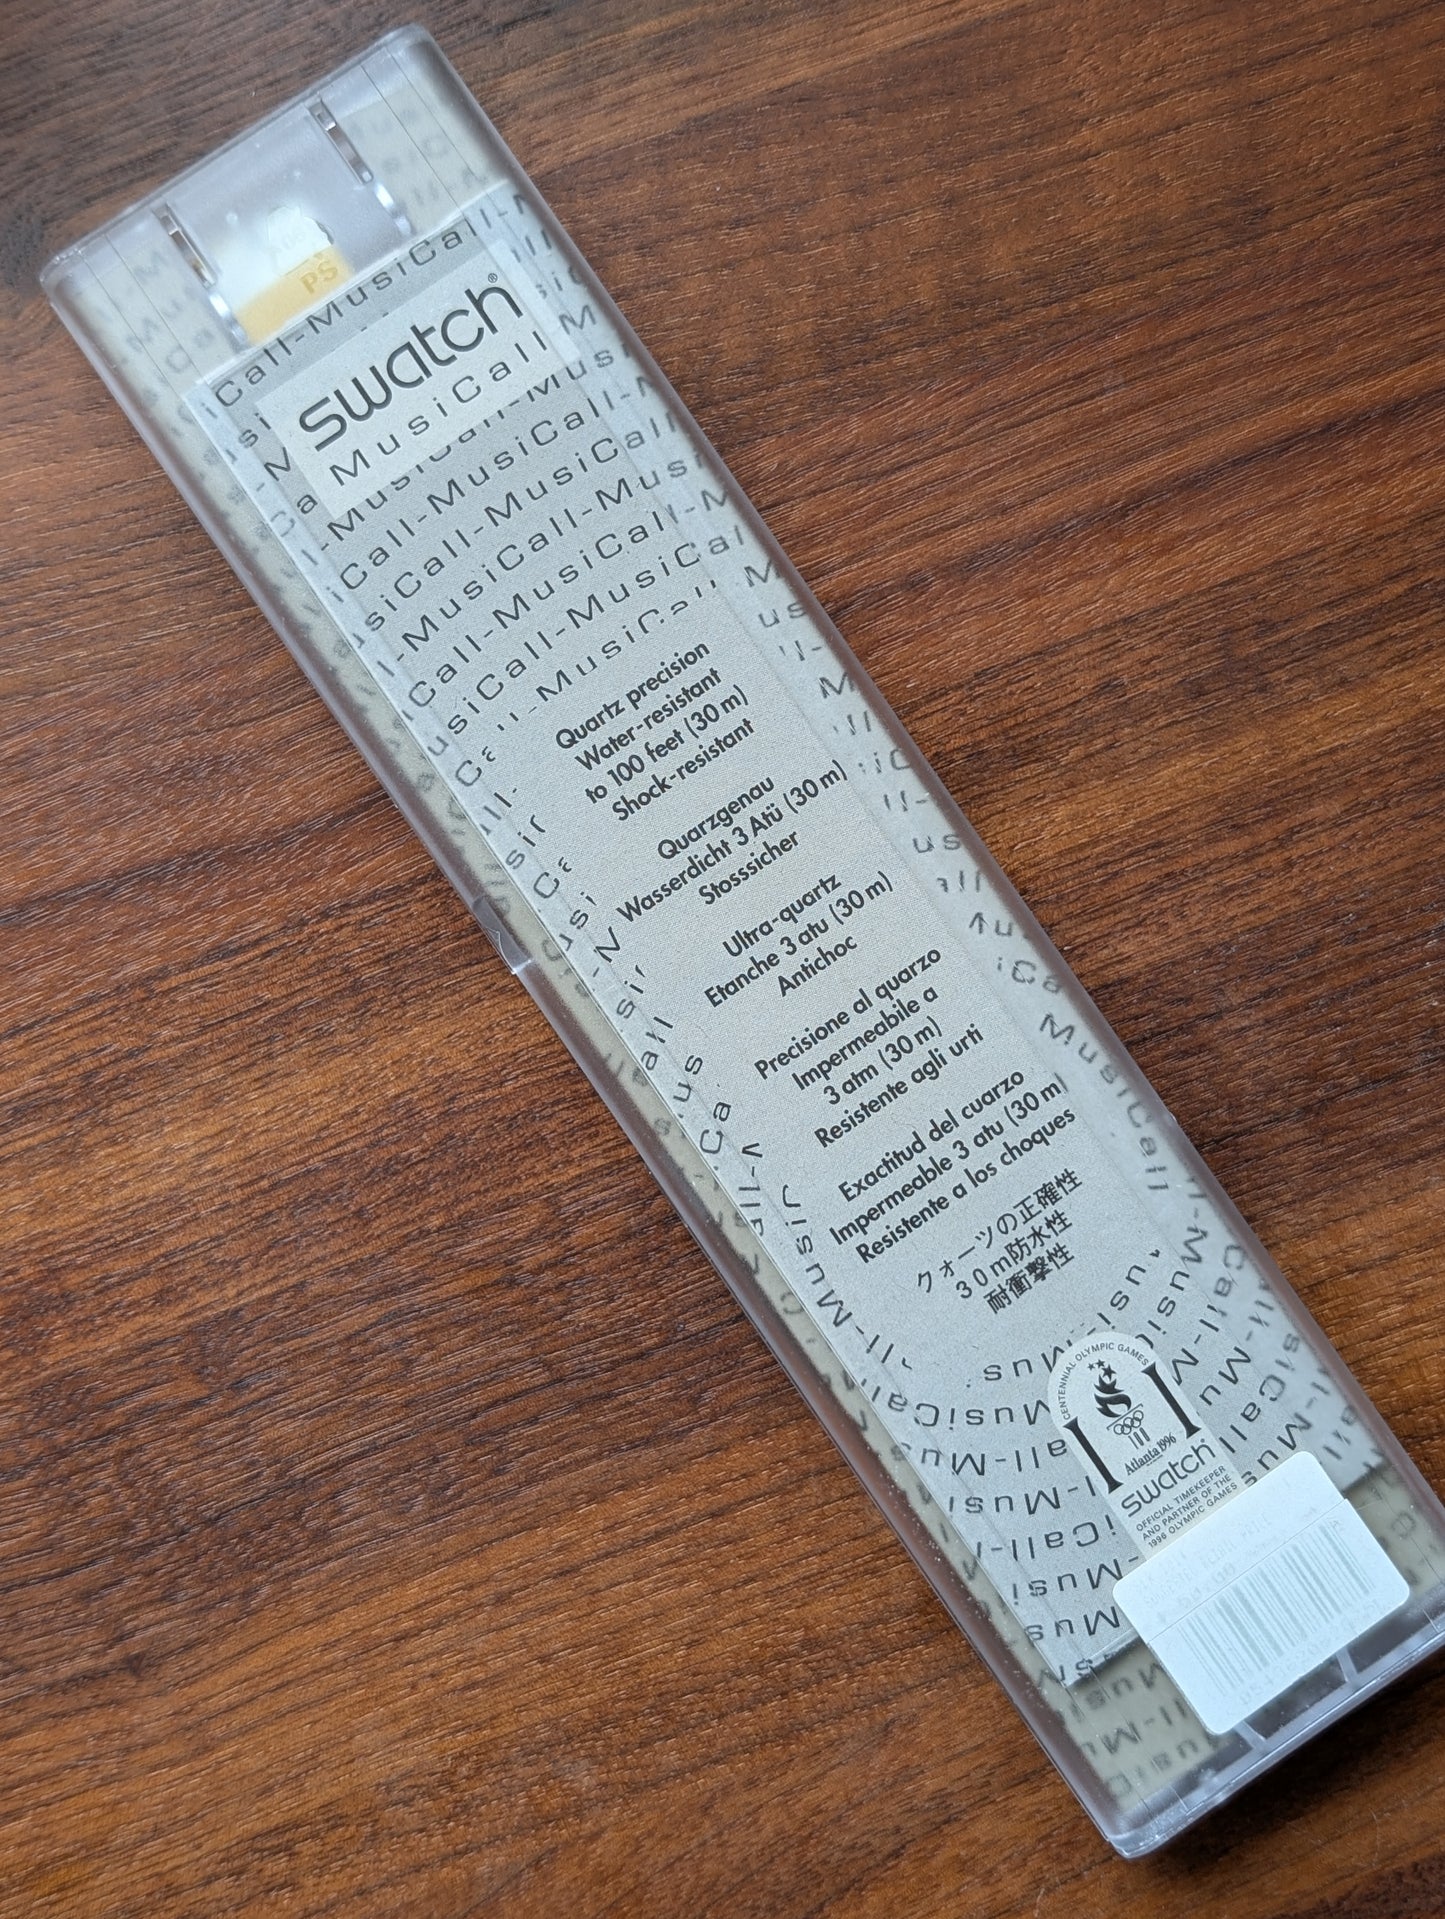 PS
swatch®
MusiCall
Quartz precision
Water-resistant
to 100 feet (30 m)
Shock-resistant
Quarzgenau
Wasserdicht 3 Atü (30 m)
Stosssicher
Ultra-quartz
Etanche 3 atu (30 m)
Antichoc
Precisione al quarzo
Impermeabile a
3 atm (30 m)
Resistente agli urti
Exactitud del cuarzo
Impermeable 3 atu (30 m)
Resistente a los choques
クォーツの正確性
30m防水性
耐衝撃性
CENTENNIAL OLYMPIC GAMES
Atlanta 1996
swatch
OFFICIAL TIMEKEEPER
AND PARTNER OF THE
1996 OLYMPIC GAMES